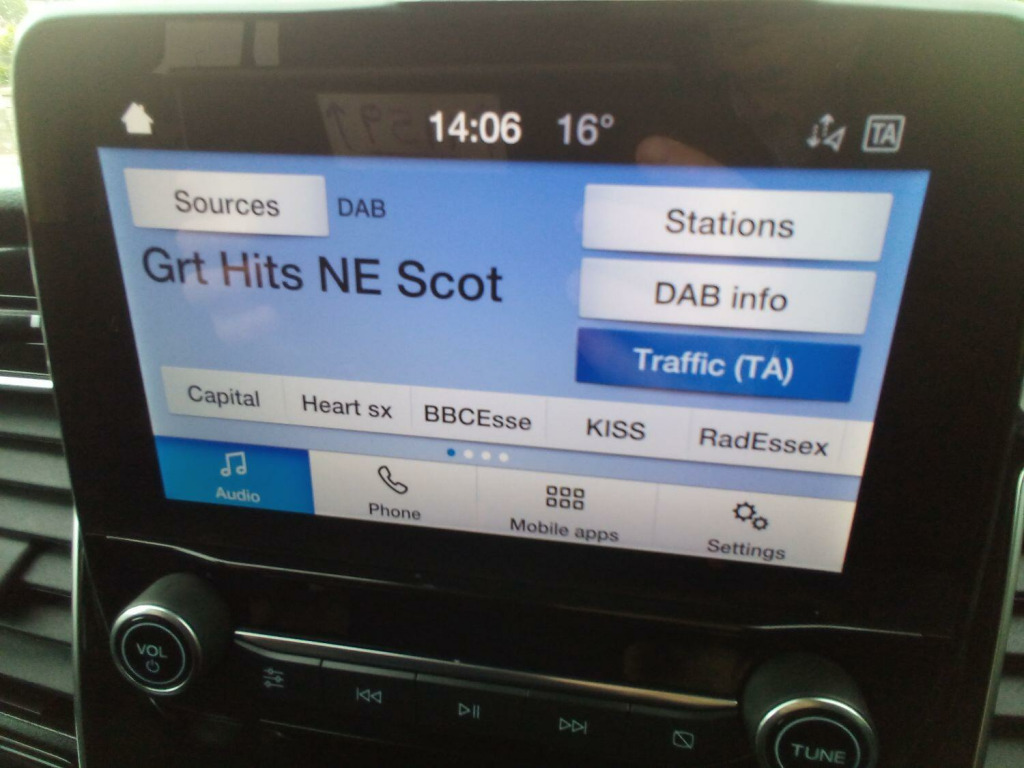 14:06 16° TA
Sources DAB Stations
Grt Hits NE Scot
DAB info
Traffic (TA)
Capital Heart sx BBCEsse KISS RadEssex
Audio Phone Mobile apps Settings
VOL
TUNE